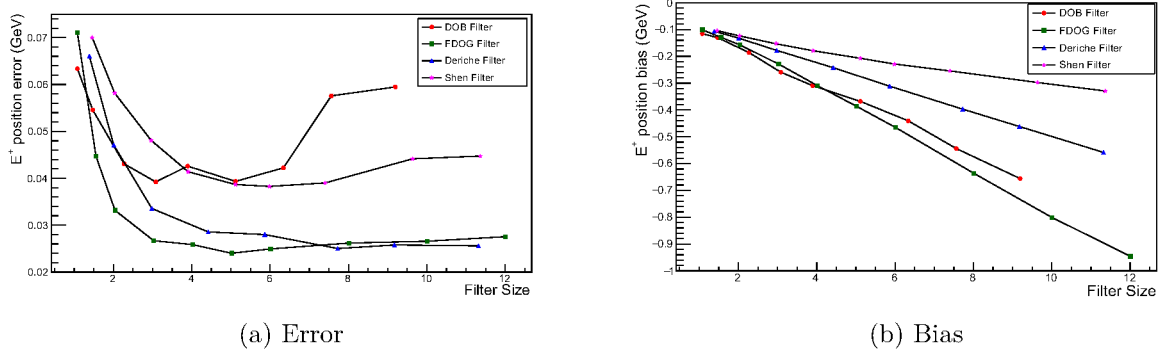 E⁺ position error (GeV)
0.07
0.06
0.05
0.04
0.03
0.02
2
4
6
8
10
12
Filter Size
DOB Filter
FDOG Filter
Deriche Filter
Shen Filter
(a) Error
E⁺ position bias (GeV)
0
−0.1
−0.2
−0.3
−0.4
−0.5
−0.6
−0.7
−0.8
−0.9
−1
2
4
6
8
10
12
Filter Size
DOB Filter
FDOG Filter
Deriche Filter
Shen Filter
(b) Bias